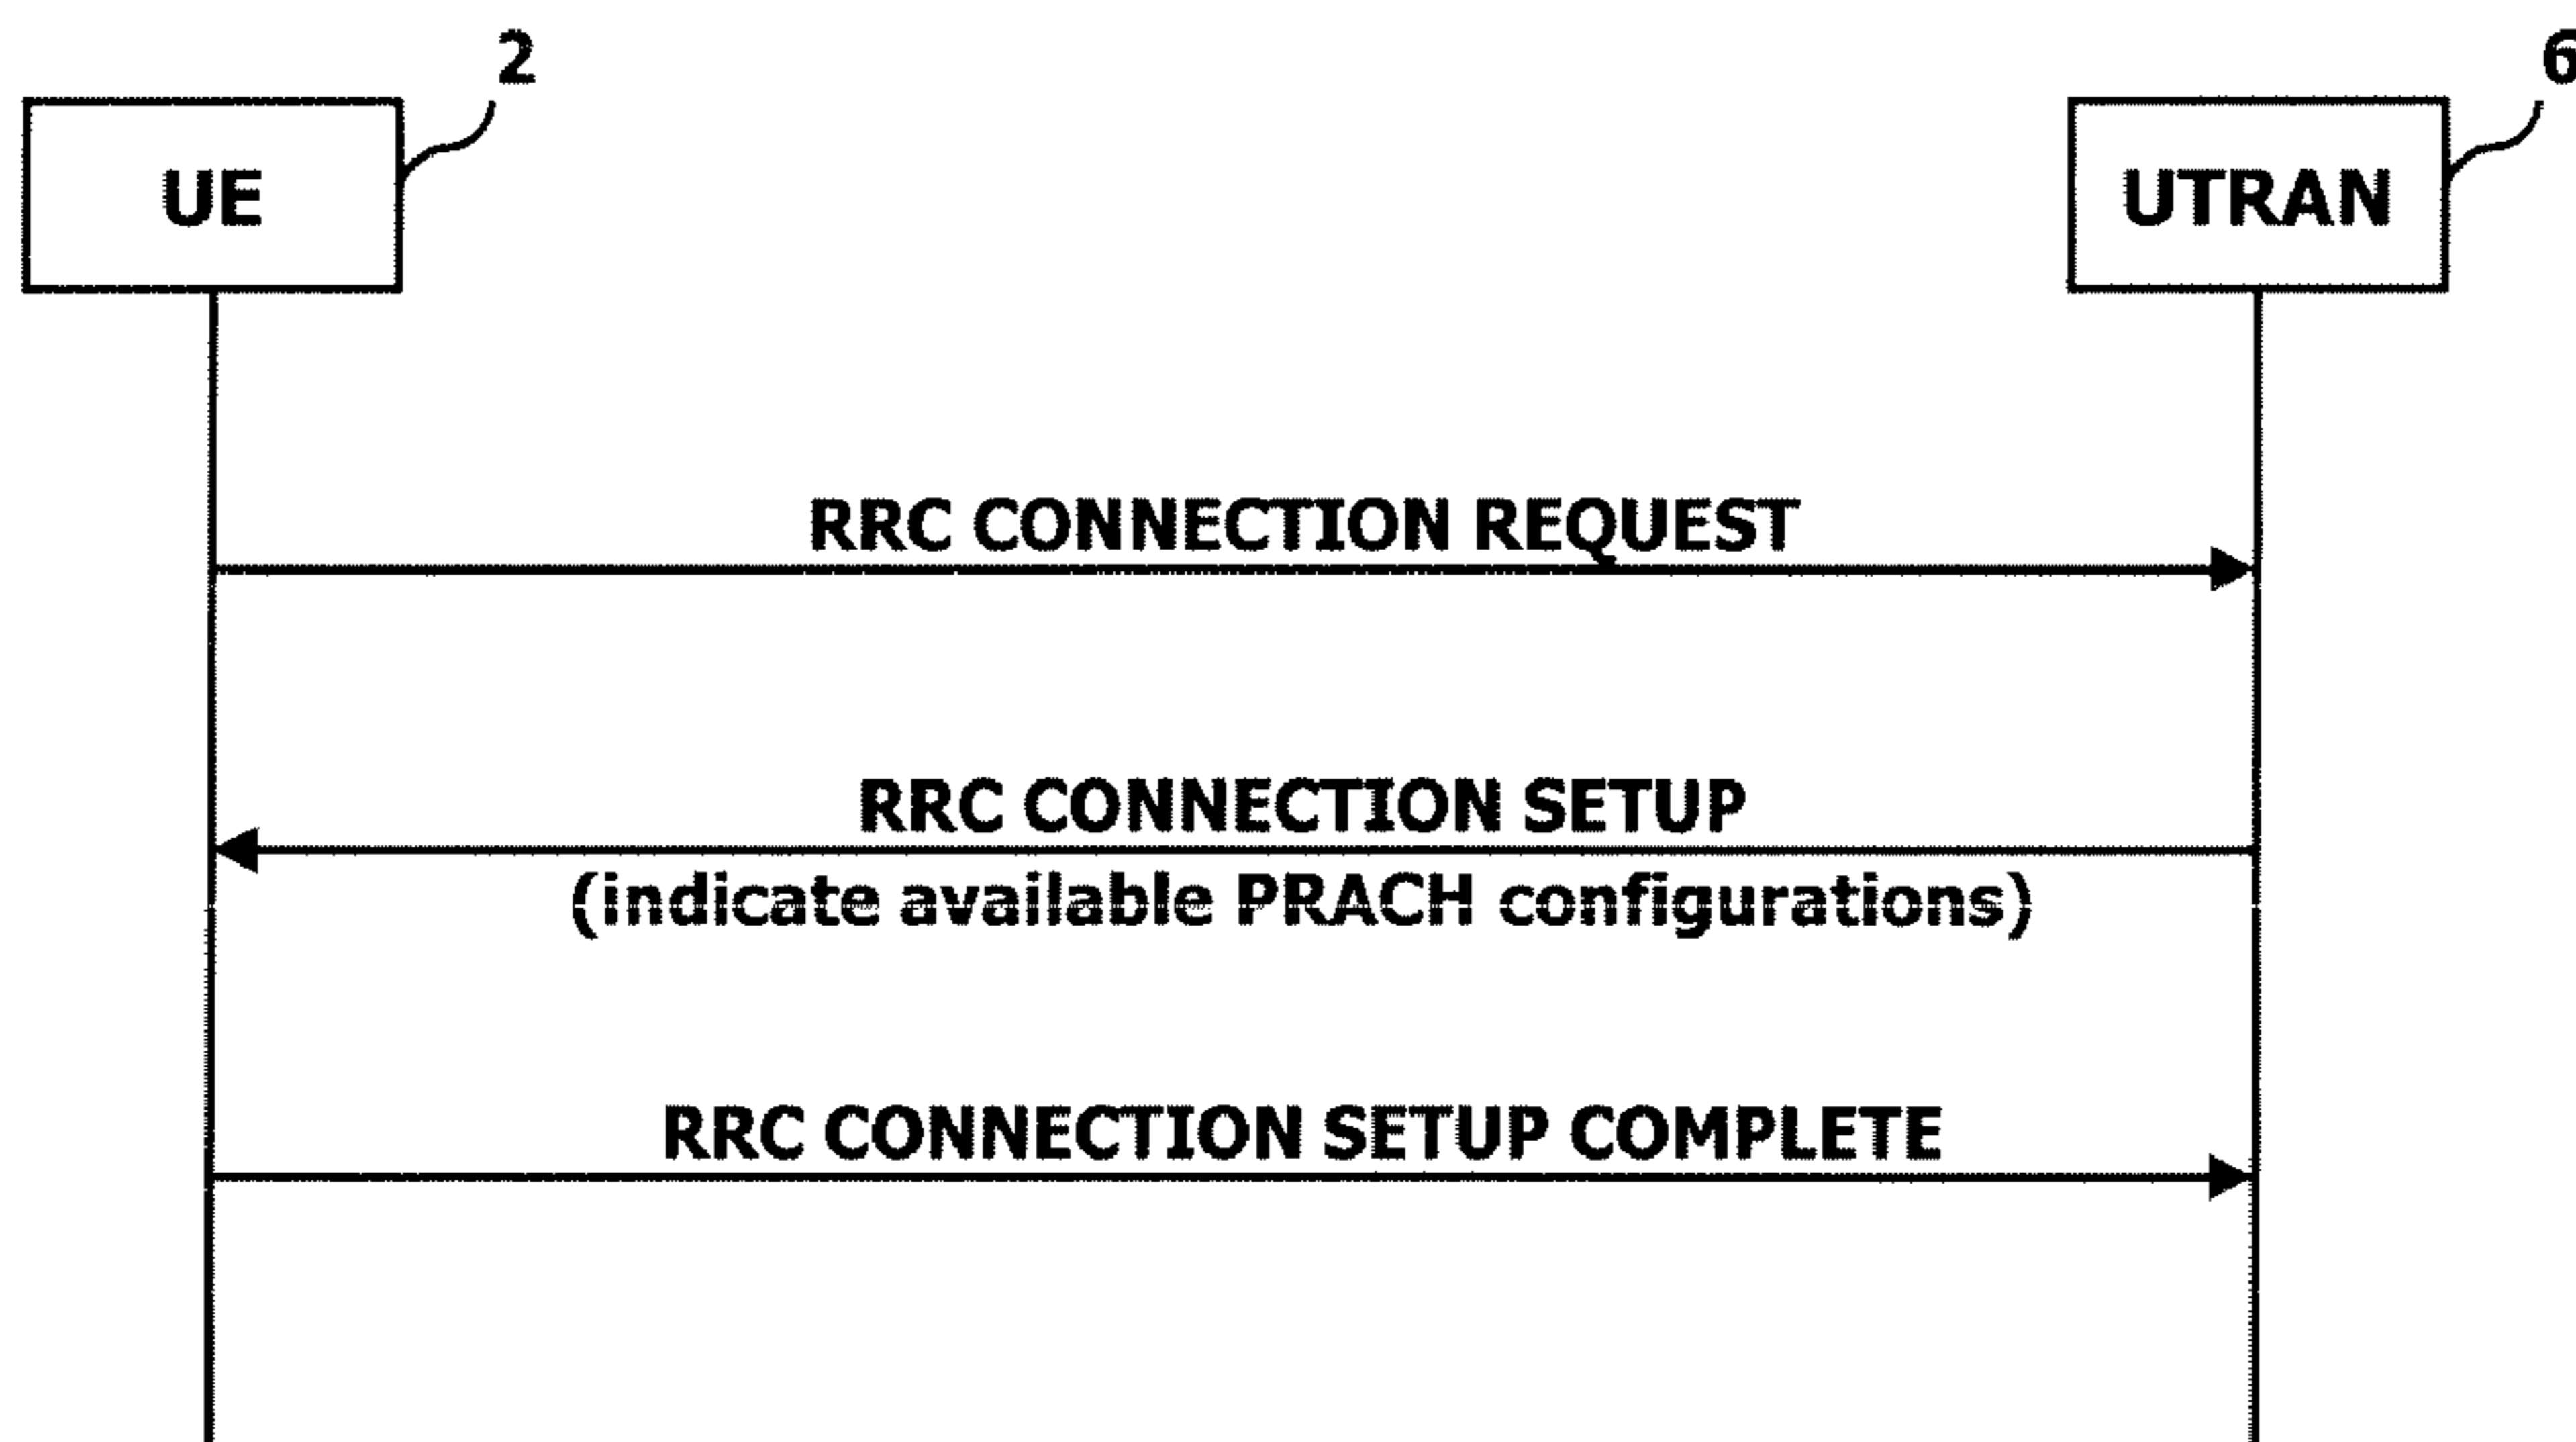 2
6
UE
UTRAN
RRC CONNECTION REQUEST
RRC CONNECTION SETUP
(indicate available PRACH configurations)
RRC CONNECTION SETUP COMPLETE